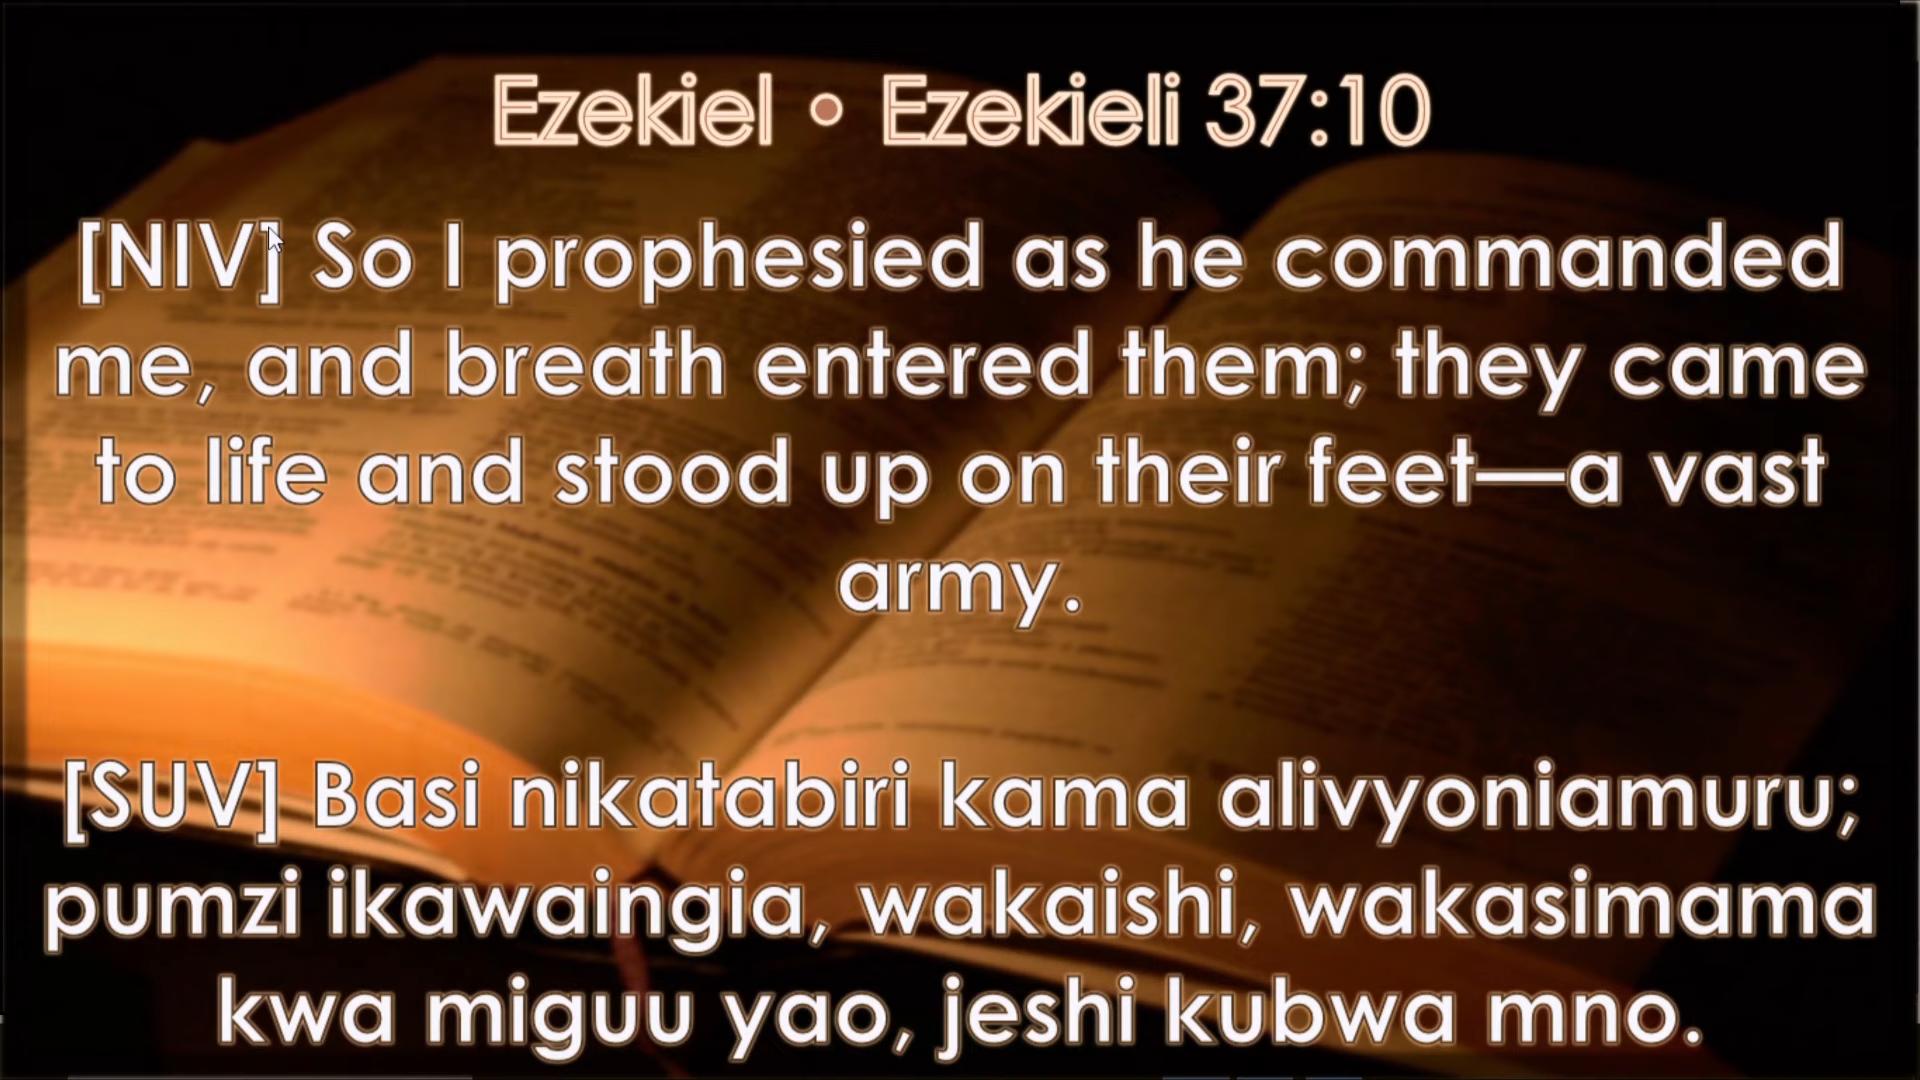 Ezekiel • Ezekieli 37:10
[NIV] So I prophesied as he commanded
me, and breath entered them; they came
to life and stood up on their feet—a vast
army.
[SUV] Basi nikatabiri kama alivyoniamuru;
pumzi ikawaingia, wakaishi, wakasimama
kwa miguu yao, jeshi kubwa mno.